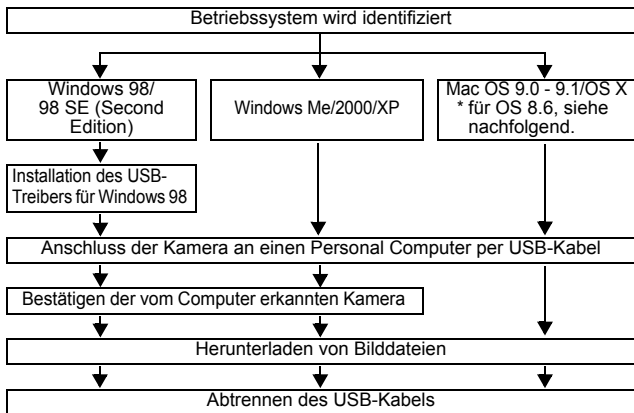 Betriebssystem wird identifiziert
Windows 98/
98 SE (Second
Edition)
Windows Me/2000/XP
Mac OS 9.0 - 9.1/OS X
* für OS 8.6, siehe
nachfolgend.
Installation des USB-
Treibers für Windows 98
Anschluss der Kamera an einen Personal Computer per USB-Kabel
Bestätigen der vom Computer erkannten Kamera
Herunterladen von Bilddateien
Abtrennen des USB-Kabels